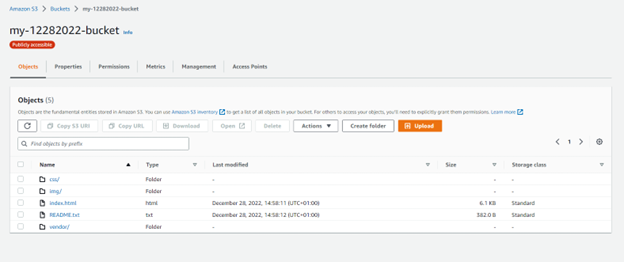 Amazon S3 > Buckets > my-12282022-bucket
my-12282022-bucket Info
Publicly accessible
Objects Properties Permissions Metrics Management Access Points
Objects (5)
Objects are the fundamental entities stored in Amazon S3. You can use Amazon S3 inventory to get a list of all objects in your bucket. For others to access your objects, you'll need to explicitly grant them permissions. Learn more
Copy S3 URI Copy URL Download Open Delete Actions Create folder Upload
Find objects by prefix
1
Name Type Last modified Size Storage class
css/ Folder - - -
img/ Folder - - -
index.html html December 28, 2022, 14:58:11 (UTC+01:00) 6.1 KB Standard
README.txt txt December 28, 2022, 14:58:12 (UTC+01:00) 382.0 B Standard
vendor/ Folder - - -